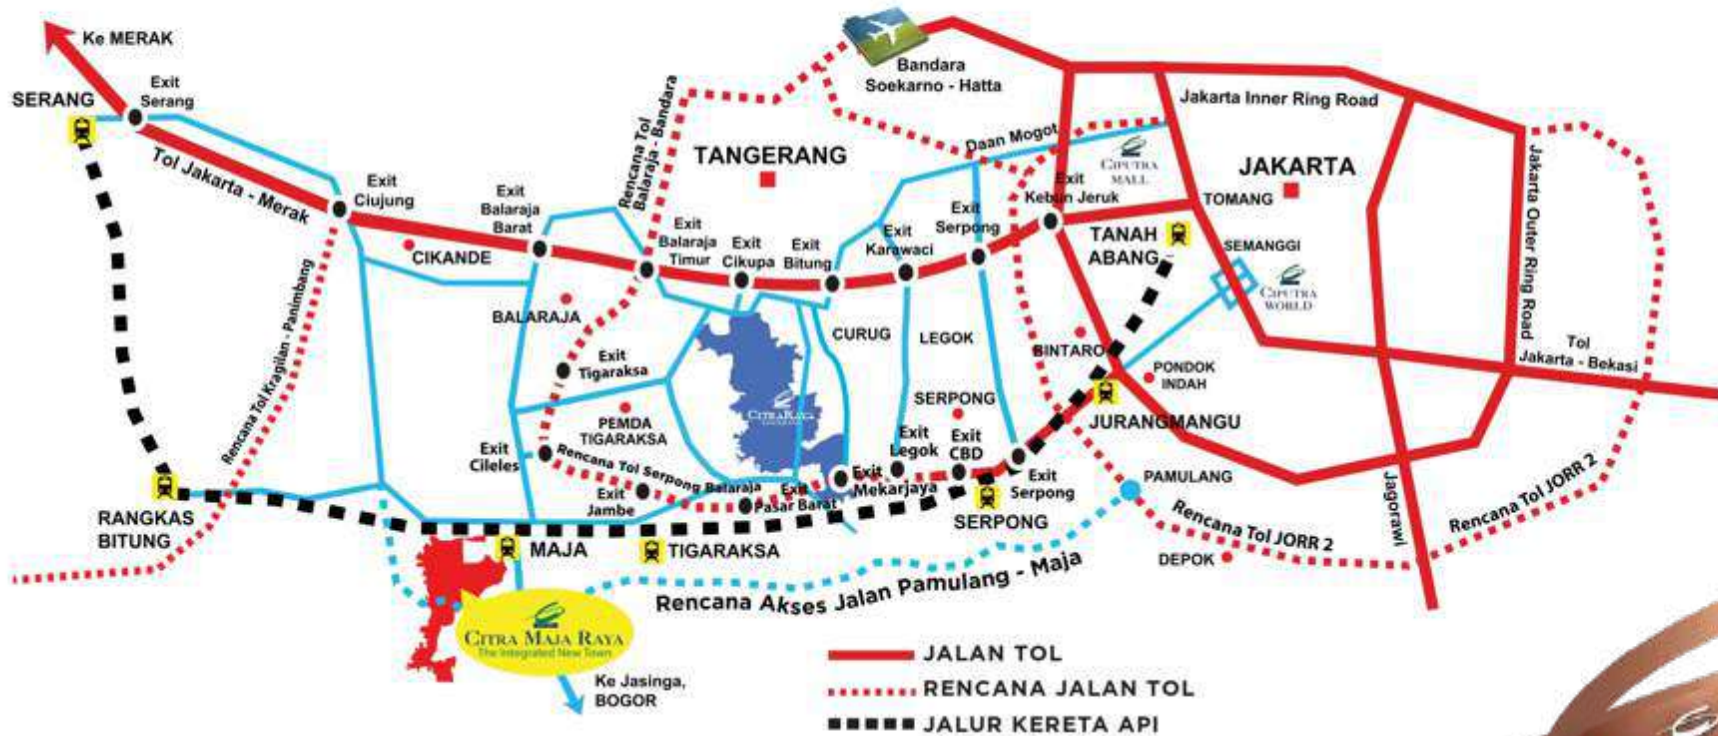 Ke MERAK
SERANG
Exit
Serang
Tol Jakarta - Merak
Exit
Ciujung
CIKANDE
Exit
Balaraja
Barat
Rencana Tol
Balaraja - Bandara
TANGERANG
Bandara
Soekarno - Hatta
Jakarta Inner Ring Road
Daan Mogot
CIPUTRA
MALL
JAKARTA
TOMANG
Exit
Kebun Jeruk
Exit
Serpong
Exit
Karawaci
Exit
Bitung
Exit
Cikupa
Exit
Balaraja
Timur
TANAH
ABANG
SEMANGGI
CIPUTRA
WORLD
Jakarta Outer Ring Road
Tol
Jakarta - Bekasi
Rencana Tol Kragilan - Panimbang
BALARAJA
CURUG
LEGOK
BINTARO
PONDOK
INDAH
Exit
Tigaraksa
CITRARAYA
SERPONG
JURANGMANGU
PEMDA
TIGARAKSA
Exit
Cileles
Rencana Tol Serpong Balaraja
Exit
Jambe
Exit
Pasar Barat
Exit
Mekarjaya
Exit
Legok
Exit
CBD
Exit
Serpong
SERPONG
PAMULANG
Rencana Tol JORR 2
DEPOK
Jagorawi
Rencana Tol JORR 2
RANGKAS
BITUNG
MAJA
TIGARAKSA
Rencana Akses Jalan Pamulang - Maja
CITRA MAJA RAYA
The Integrated New Town
Ke Jasinga,
BOGOR
JALAN TOL
RENCANA JALAN TOL
JALUR KERETA API